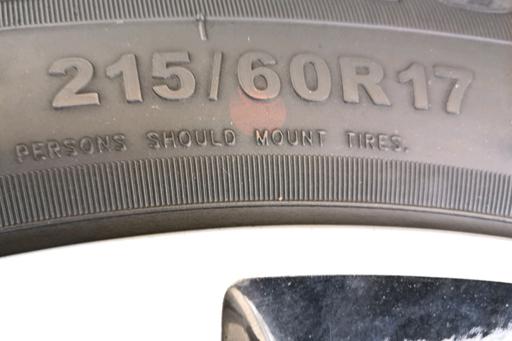 215/60R17
PERSONS SHOULD MOUNT TIRES.